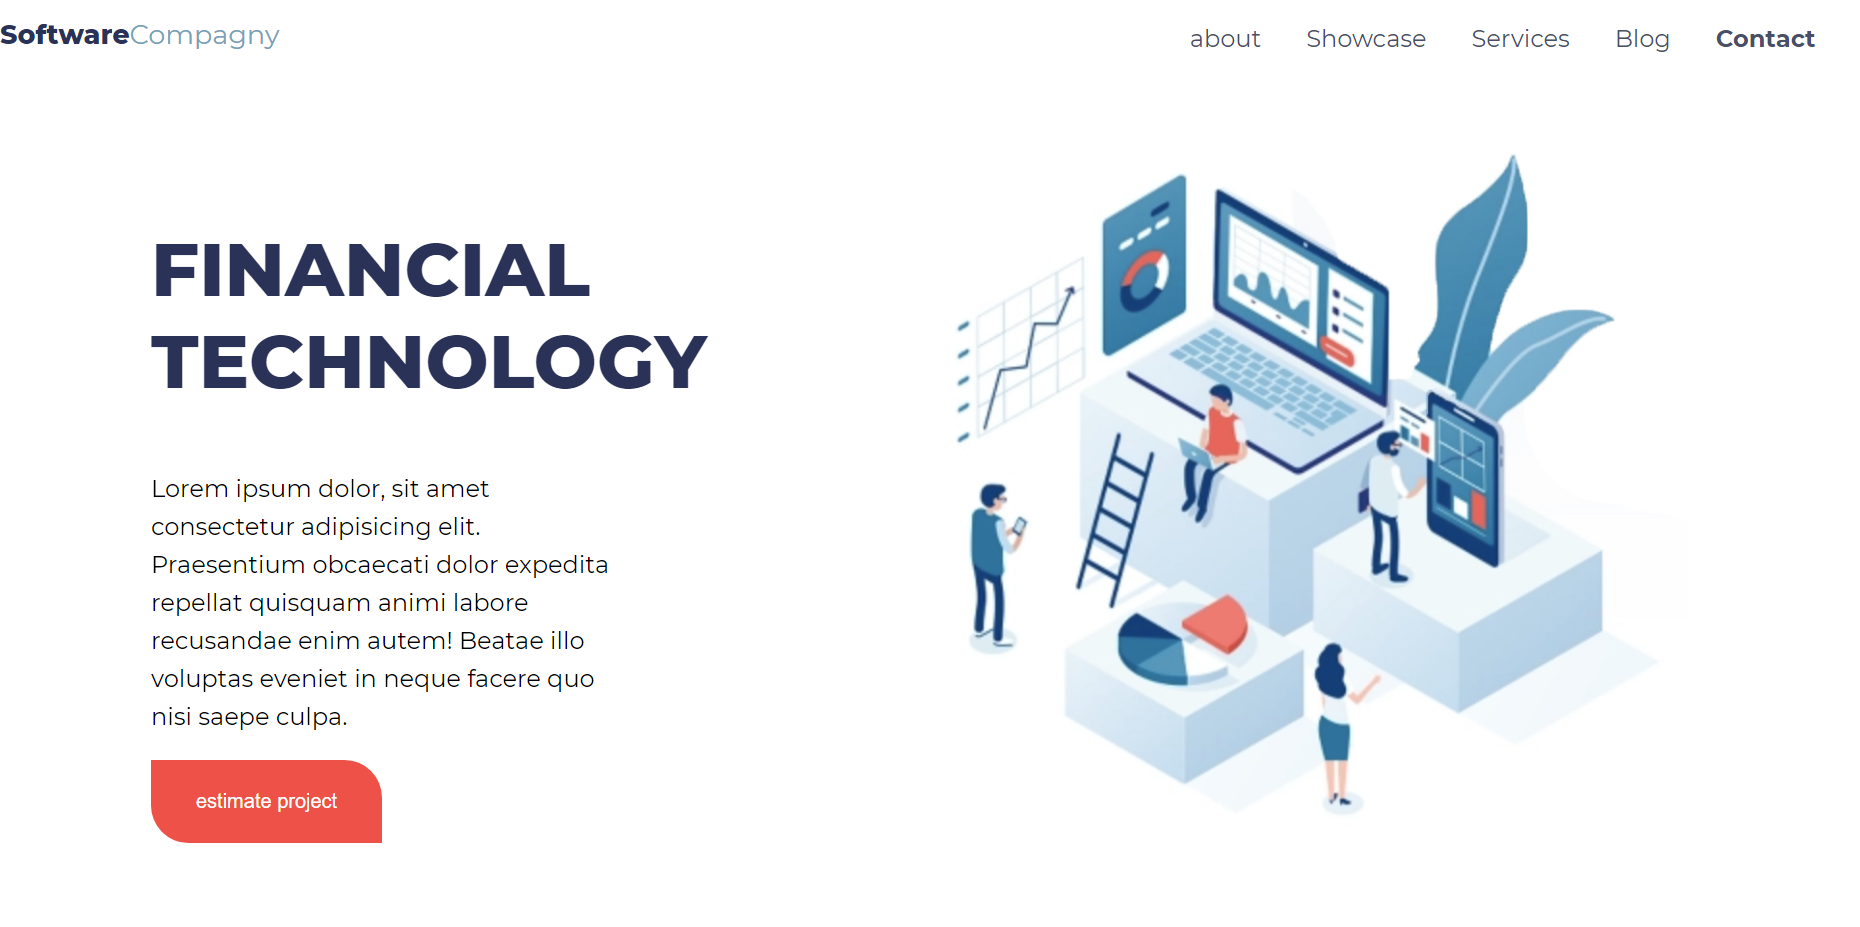 SoftwareCompagny
about Showcase Services Blog Contact
FINANCIAL
TECHNOLOGY
Lorem ipsum dolor, sit amet
consectetur adipisicing elit.
Praesentium obcaecati dolor expedita
repellat quisquam animi labore
recusandae enim autem! Beatae illo
voluptas eveniet in neque facere quo
nisi saepe culpa.
estimate project